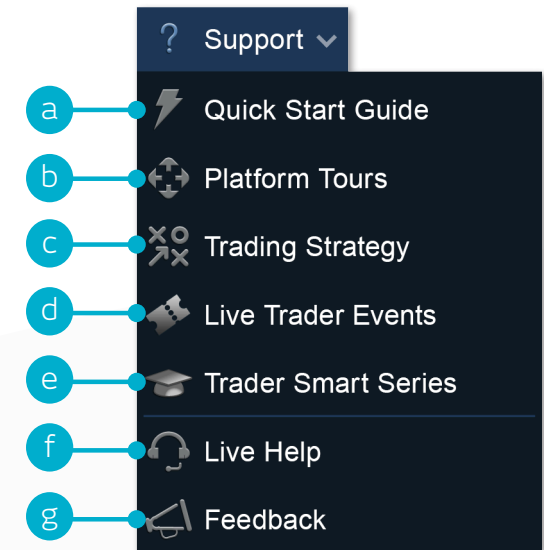 ? Support
a Quick Start Guide
b Platform Tours
c Trading Strategy
d Live Trader Events
e Trader Smart Series
f Live Help
g Feedback